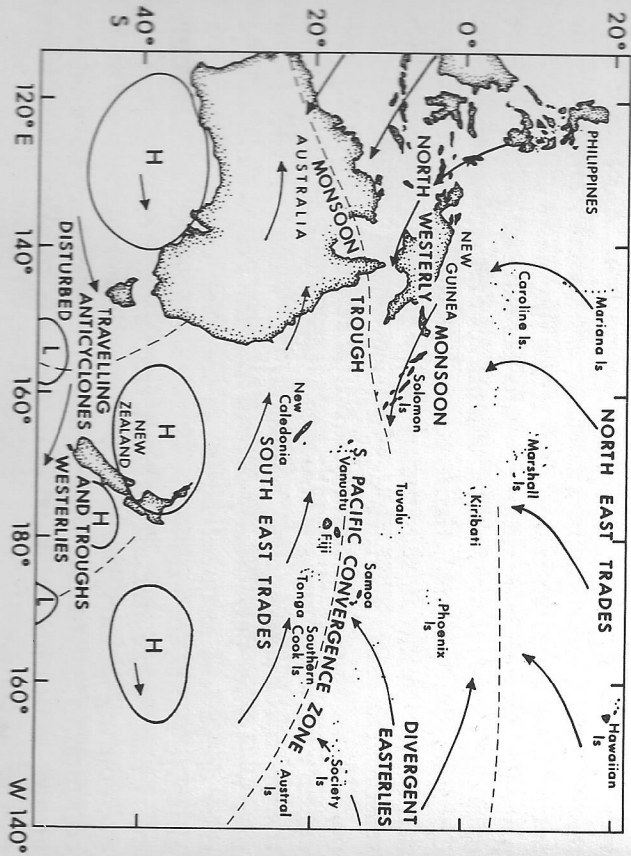 20°
0°
20°
40°
S
120° E
140°
160°
180°
160°
W 140°
PHILIPPINES
Mariana Is
Caroline Is.
NORTH EAST TRADES
Marshall
Is
Hawaiian
Is
Kiribati
NEW
GUINEA
NORTH WESTERLY MONSOON
Solomon
Is
Tuvalu
Phoenix
Is
DIVERGENT
EASTERLIES
MONSOON TROUGH
AUSTRALIA
S. PACIFIC CONVERGENCE ZONE
Vanuatu
Samoa
Fiji
New
Caledonia
Tonga
Southern
Cook Is
Society
Is
Austral
Is
SOUTH EAST TRADES
H
H
NEW
ZEALAND
H
H
TRAVELLING
ANTICYCLONES AND TROUGHS
DISTURBED WESTERLIES
L
L